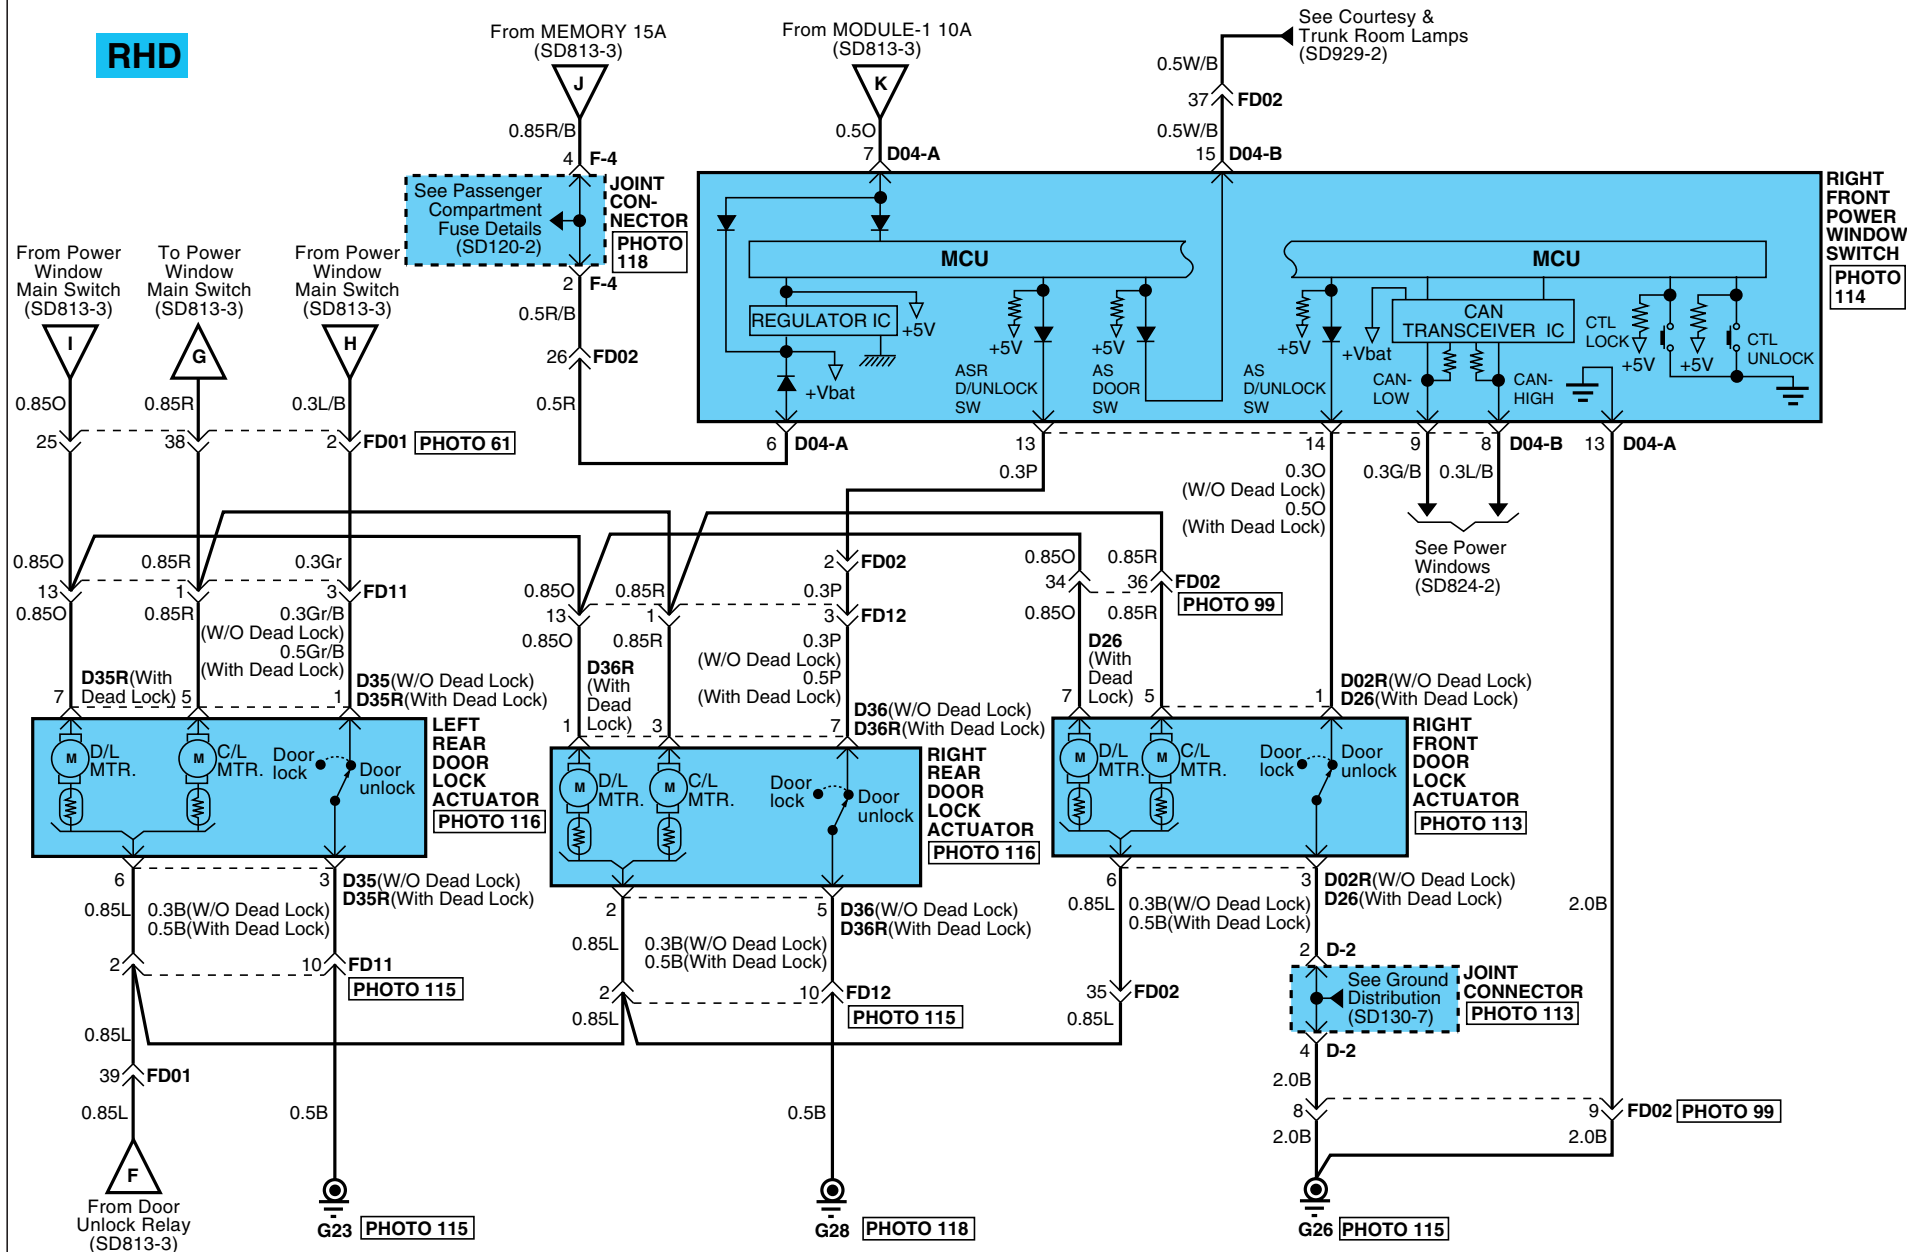 RHD
From MEMORY 15A
(SD813-3)
J
0.85R/B
4 F-4
See Passenger
Compartment
Fuse Details
(SD120-2)
JOINT
CON-
NECTOR
PHOTO
118
2 F-4
0.5R/B
26 FD02
0.5R
From MODULE-1 10A
(SD813-3)
K
0.5O
7 D04-A
See Courtesy &
Trunk Room Lamps
(SD929-2)
0.5W/B
37 FD02
0.5W/B
15 D04-B
RIGHT
FRONT
POWER
WINDOW
SWITCH
PHOTO
114
MCU
MCU
REGULATOR IC
+5V
+Vbat
+5V
ASR
D/UNLOCK
SW
+5V
AS
DOOR
SW
+5V
AS
D/UNLOCK
SW
+Vbat
CAN
TRANSCEIVER IC
CAN-
LOW
CAN-
HIGH
CTL
LOCK
+5V
+5V
CTL
UNLOCK
6 D04-A
13
14
9
8 D04-B
13 D04-A
0.3P
0.3O
(W/O Dead Lock)
0.5O
(With Dead Lock)
0.3G/B
0.3L/B
See Power
Windows
(SD824-2)
From Power
Window
Main Switch
(SD813-3)
I
To Power
Window
Main Switch
(SD813-3)
G
From Power
Window
Main Switch
(SD813-3)
H
0.85O
0.85R
0.3L/B
25
38
2 FD01 PHOTO 61
0.85O
0.85R
0.3Gr
13
1
3 FD11
0.85O
0.85R
0.3Gr/B
(W/O Dead Lock)
0.5Gr/B
(With Dead Lock)
D35R(With
Dead Lock)
7
5
1
D35(W/O Dead Lock)
D35R(With Dead Lock)
M
D/L
MTR.
M
C/L
MTR.
Door
lock
Door
unlock
LEFT
REAR
DOOR
LOCK
ACTUATOR
PHOTO 116
6
3
D35(W/O Dead Lock)
D35R(With Dead Lock)
0.85L
0.3B(W/O Dead Lock)
0.5B(With Dead Lock)
2
10 FD11
PHOTO 115
0.85L
39 FD01
0.85L
F
From Door
Unlock Relay
(SD813-3)
0.5B
G23 PHOTO 115
2 FD02
0.85O
0.85R
0.3P
13
1
3 FD12
0.85O
0.85R
0.3P
(W/O Dead Lock)
0.5P
(With Dead Lock)
D36R
(With
Dead
Lock)
1
3
7
D36(W/O Dead Lock)
D36R(With Dead Lock)
M
D/L
MTR.
M
C/L
MTR.
Door
lock
Door
unlock
RIGHT
REAR
DOOR
LOCK
ACTUATOR
PHOTO 116
2
5
D36(W/O Dead Lock)
D36R(With Dead Lock)
0.85L
0.3B(W/O Dead Lock)
0.5B(With Dead Lock)
2
10 FD12
PHOTO 115
0.85L
0.5B
G28 PHOTO 118
0.85O
0.85R
34
36 FD02
PHOTO 99
0.85O
0.85R
D26
(With
Dead
Lock)
7
5
1
D02R(W/O Dead Lock)
D26(With Dead Lock)
M
D/L
MTR.
M
C/L
MTR.
Door
lock
Door
unlock
RIGHT
FRONT
DOOR
LOCK
ACTUATOR
PHOTO 113
6
3
D02R(W/O Dead Lock)
D26(With Dead Lock)
0.85L
0.3B(W/O Dead Lock)
0.5B(With Dead Lock)
35 FD02
0.85L
2 D-2
See Ground
Distribution
(SD130-7)
JOINT
CONNECTOR
PHOTO 113
4 D-2
2.0B
2.0B
8
9 FD02 PHOTO 99
2.0B
2.0B
G26 PHOTO 115